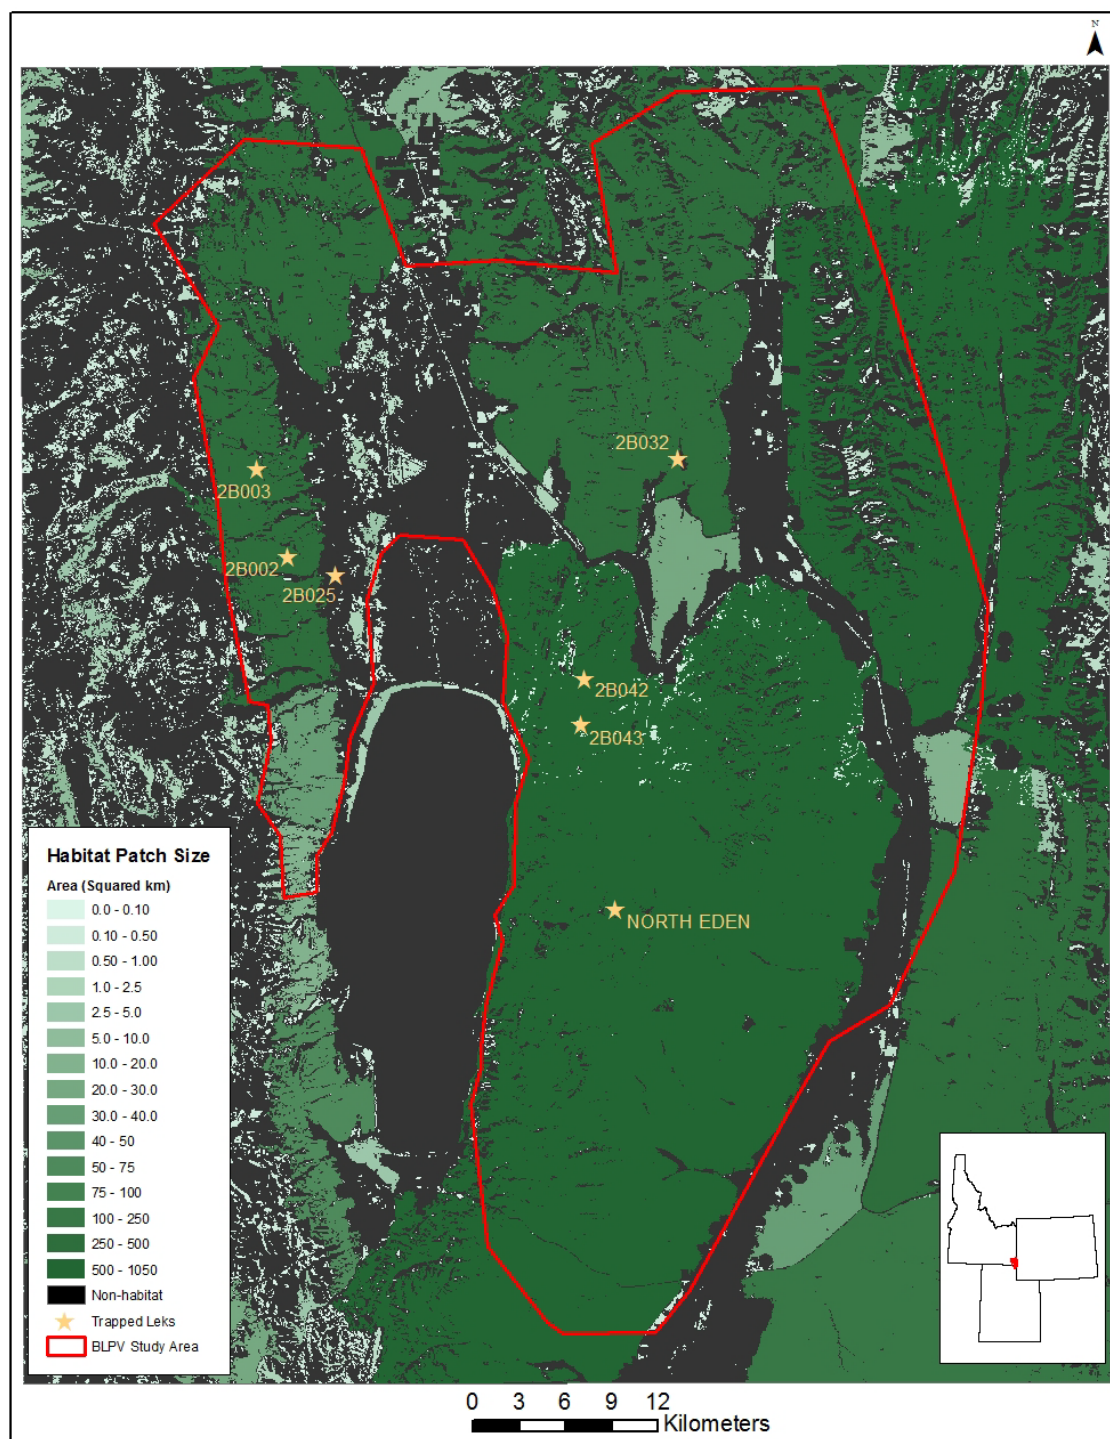 N
2B032
2B003
2B002
2B025
2B042
2B043
NORTH EDEN
Habitat Patch Size
Area (Squared km)
0.0 - 0.10
0.10 - 0.50
0.50 - 1.00
1.0 - 2.5
2.5 - 5.0
5.0 - 10.0
10.0 - 20.0
20.0 - 30.0
30.0 - 40.0
40 - 50
50 - 75
75 - 100
100 - 250
250 - 500
500 - 1050
Non-habitat
Trapped Leks
BLPV Study Area
0 3 6 9 12
Kilometers